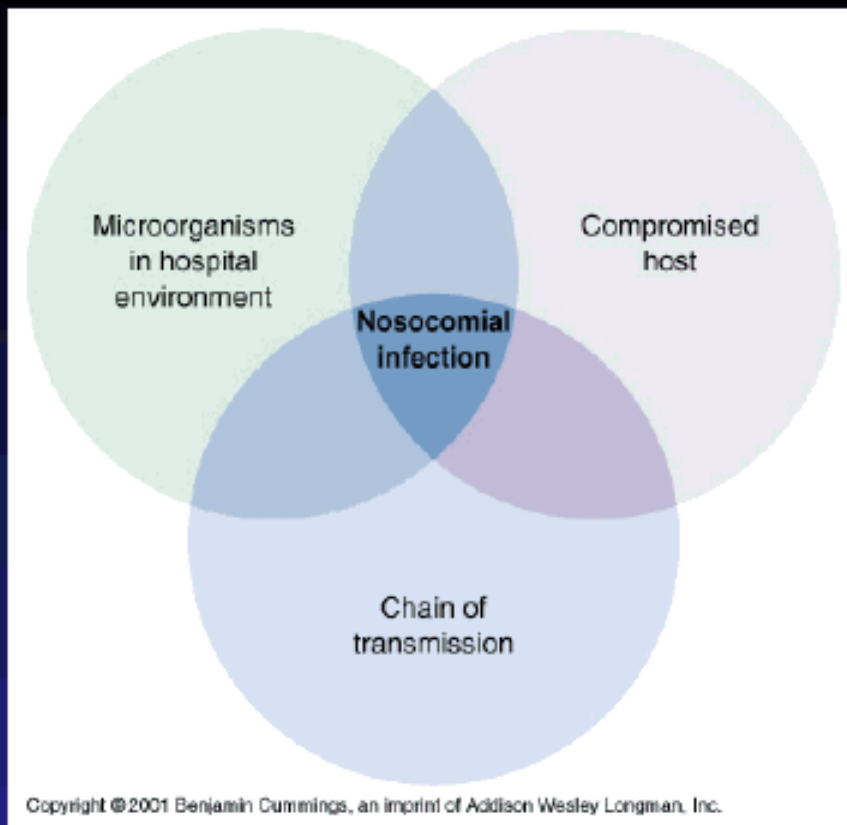 Microorganisms
in hospital
environment
Compromised
host
Nosocomial
infection
Chain of
transmission
Copyright © 2001 Benjamin Cummings, an imprint of Addison Wesley Longman, Inc.